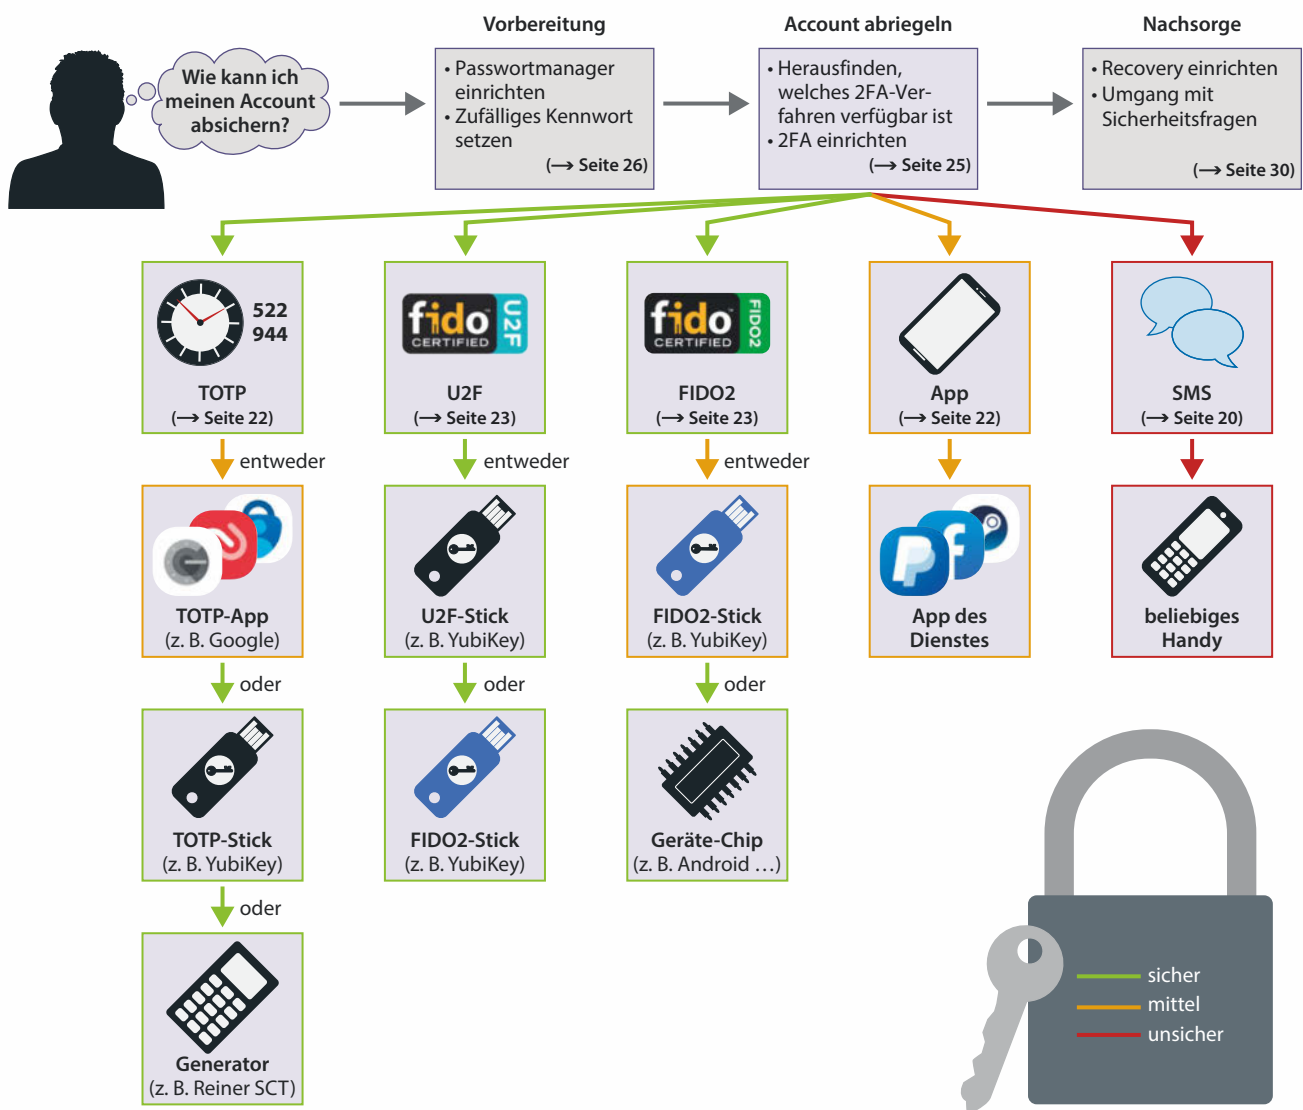 Vorbereitung
Account abriegeln
Nachsorge
Wie kann ich
meinen Account
absichern?
• Passwortmanager
einrichten
• Zufälliges Kennwort
setzen
(→ Seite 26)
• Herausfinden,
welches 2FA-Ver-
fahren verfügbar ist
• 2FA einrichten
(→ Seite 25)
• Recovery einrichten
• Umgang mit
Sicherheitsfragen
(→ Seite 30)
522
944
TOTP
(→ Seite 22)
fido™
CERTIFIED
U2F
U2F
(→ Seite 23)
fido™
CERTIFIED
FIDO2
FIDO2
(→ Seite 23)
App
(→ Seite 22)
SMS
(→ Seite 20)
entweder
entweder
entweder
TOTP-App
(z. B. Google)
U2F-Stick
(z. B. YubiKey)
FIDO2-Stick
(z. B. YubiKey)
App des
Dienstes
beliebiges
Handy
oder
oder
oder
TOTP-Stick
(z. B. YubiKey)
FIDO2-Stick
(z. B. YubiKey)
Geräte-Chip
(z. B. Android …)
oder
Generator
(z. B. Reiner SCT)
sicher
mittel
unsicher